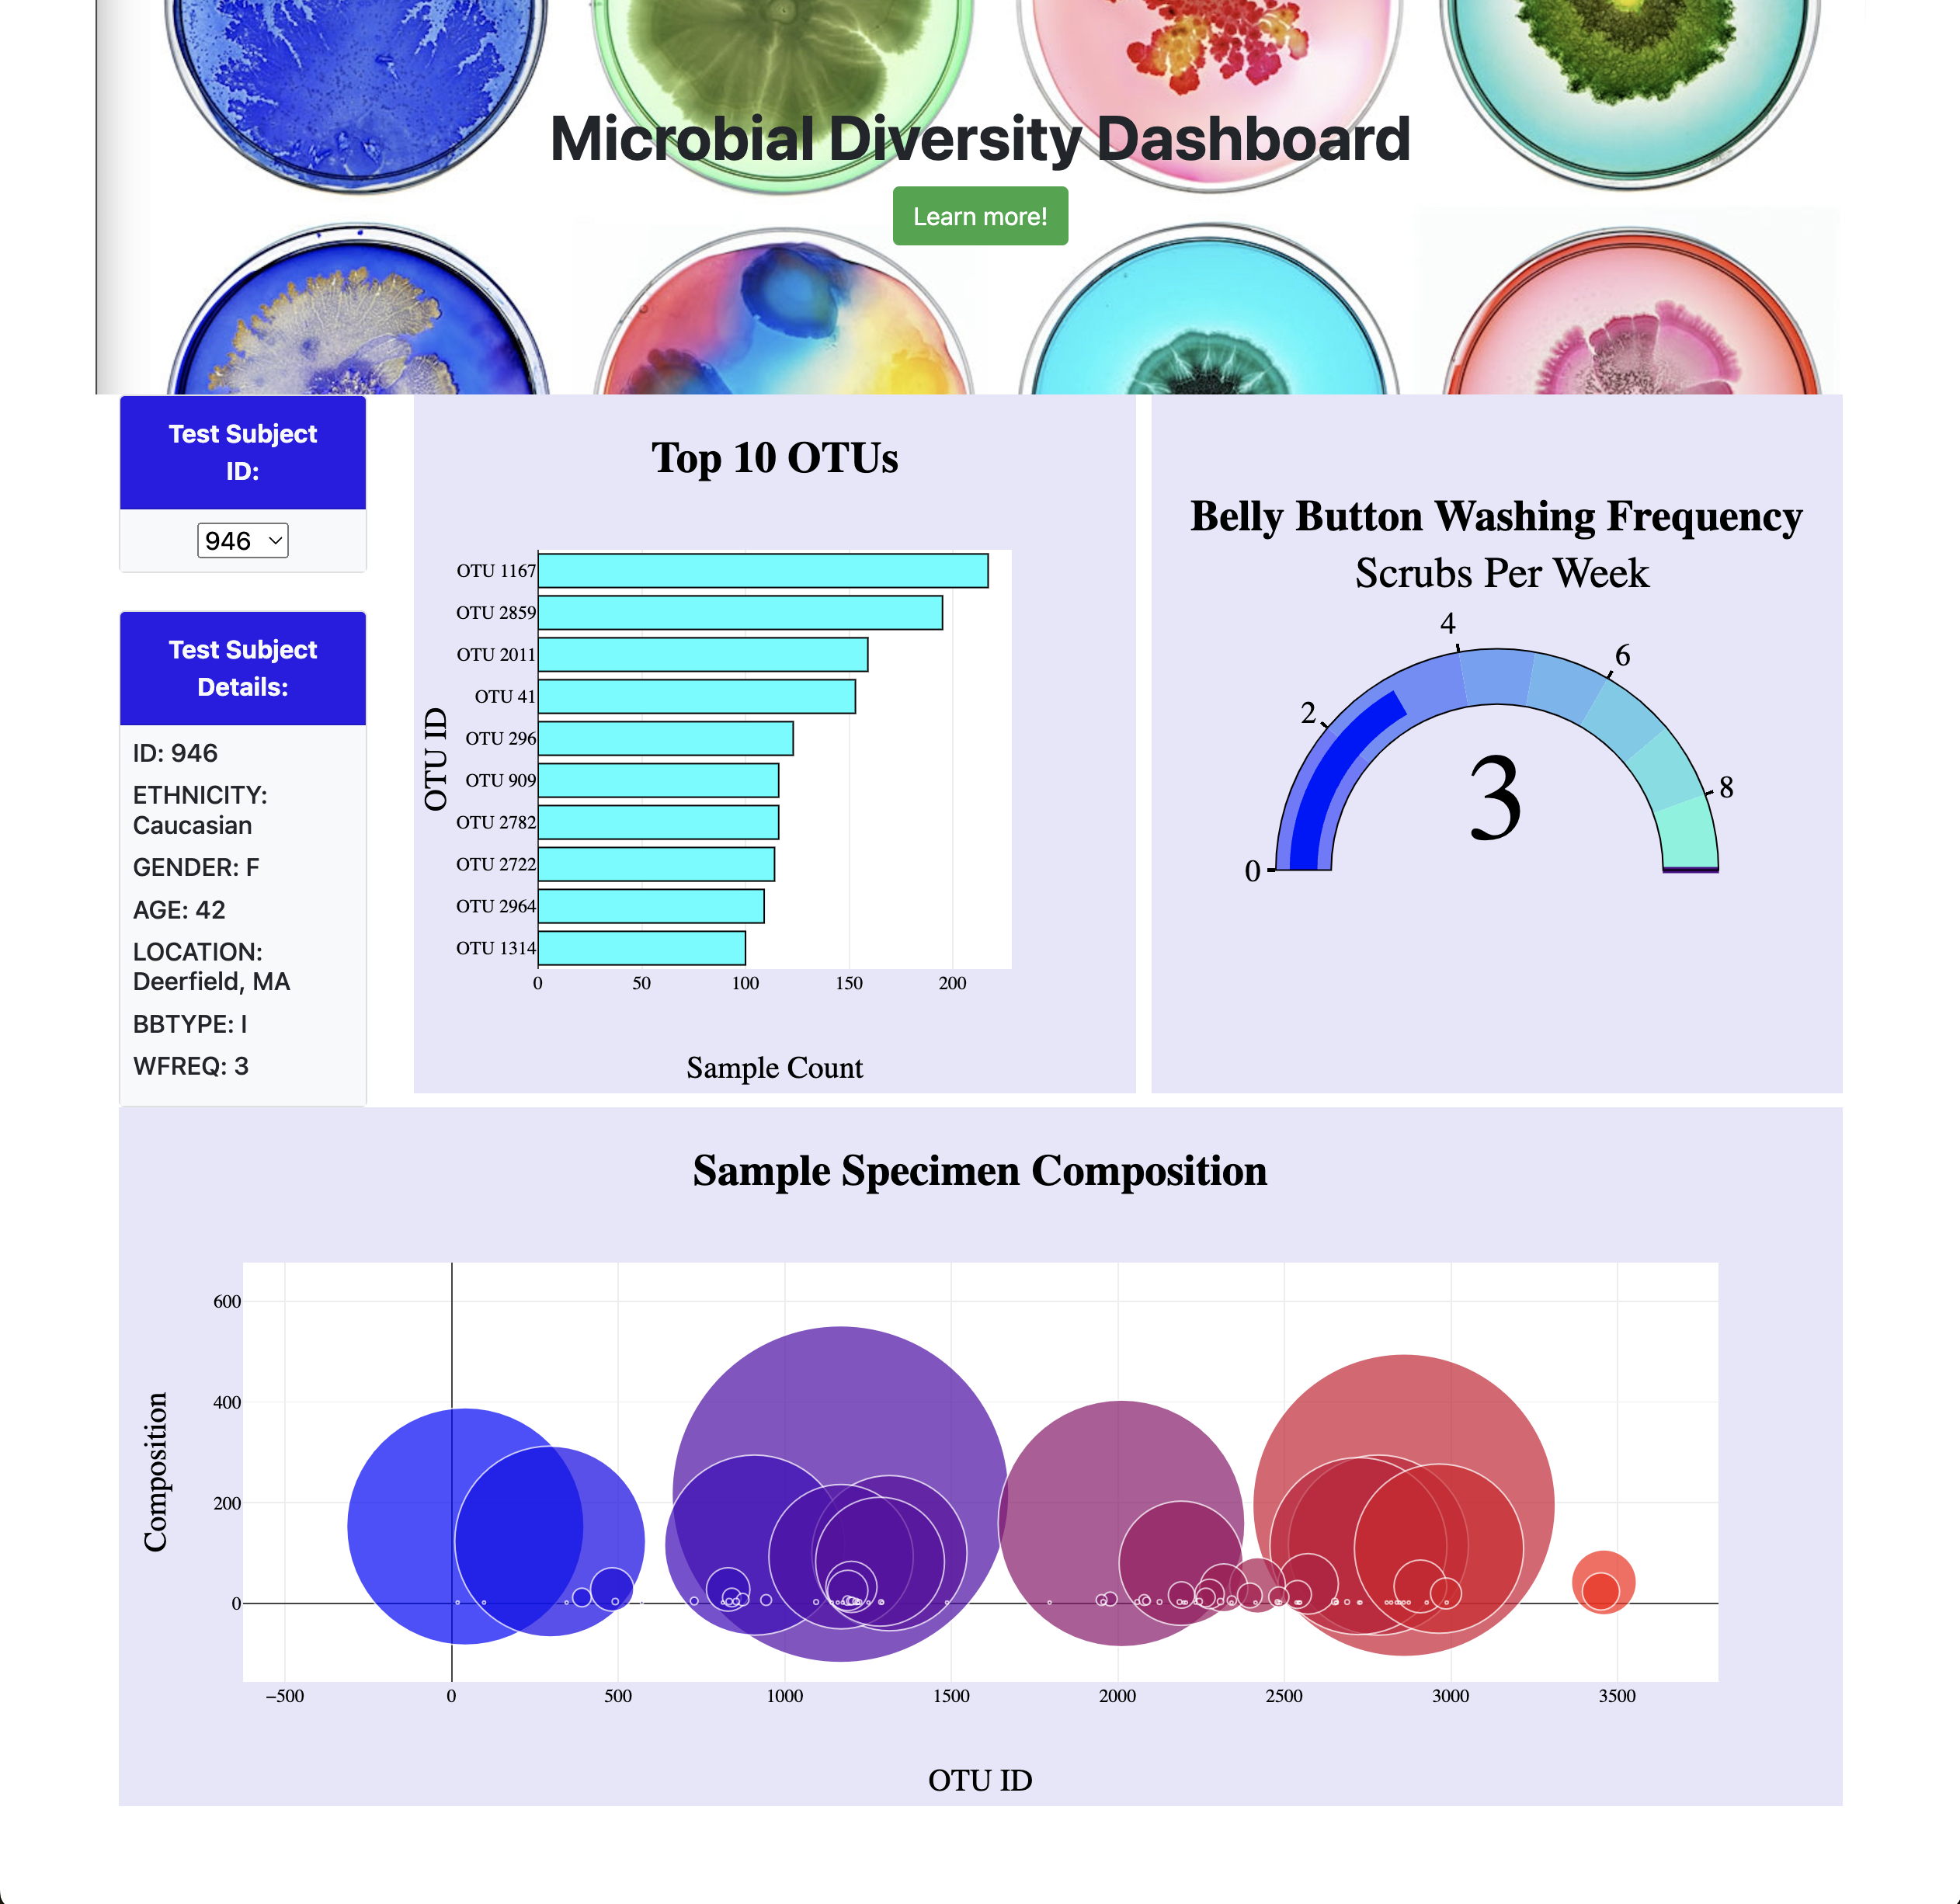 Microbial Diversity Dashboard
Learn more!
Test Subject
ID:
946
Test Subject
Details:
ID: 946
ETHNICITY:
Caucasian
GENDER: F
AGE: 42
LOCATION:
Deerfield, MA
BBTYPE: I
WFREQ: 3
Top 10 OTUs
OTU ID
OTU 1167
OTU 2859
OTU 2011
OTU 41
OTU 296
OTU 909
OTU 2782
OTU 2722
OTU 2964
OTU 1314
0 50 100 150 200
Sample Count
Belly Button Washing Frequency
Scrubs Per Week
0
2
4
6
8
3
Sample Specimen Composition
Composition
600
400
200
0
−500 0 500 1000 1500 2000 2500 3000 3500
OTU ID